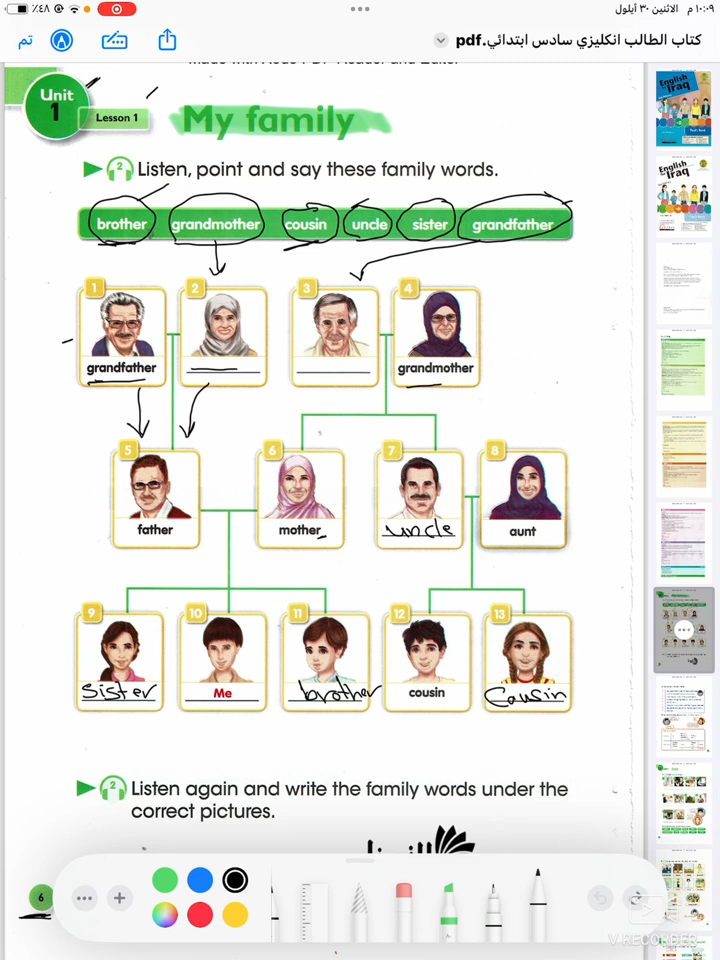 ١٠:٠٩ م الاثنين ٣٠ أيلول
٤٨٪
كتاب الطالب انكليزي سادس ابتدائي.pdf
تم
Unit 1
Lesson 1
My family
2 Listen, point and say these family words.
brother grandmother cousin uncle sister grandfather
1 2 3 4
grandfather grandmother
5 6 7 8
father mother uncle aunt
9 10 11 12 13
Sister Me brother cousin Cousin
2 Listen again and write the family words under the
correct pictures.
6
V RECORDER